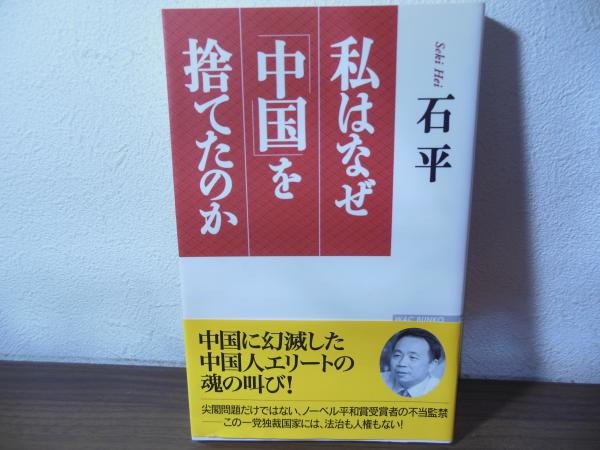 私はなぜ
「中国」を
捨てたのか
Seki Hei
石平
WAC BUNKO
中国に幻滅した
中国人エリートの
魂の叫び!
尖閣問題だけではない、ノーベル平和賞受賞者の不当監禁
――この一党独裁国家には、法治も人権もない!